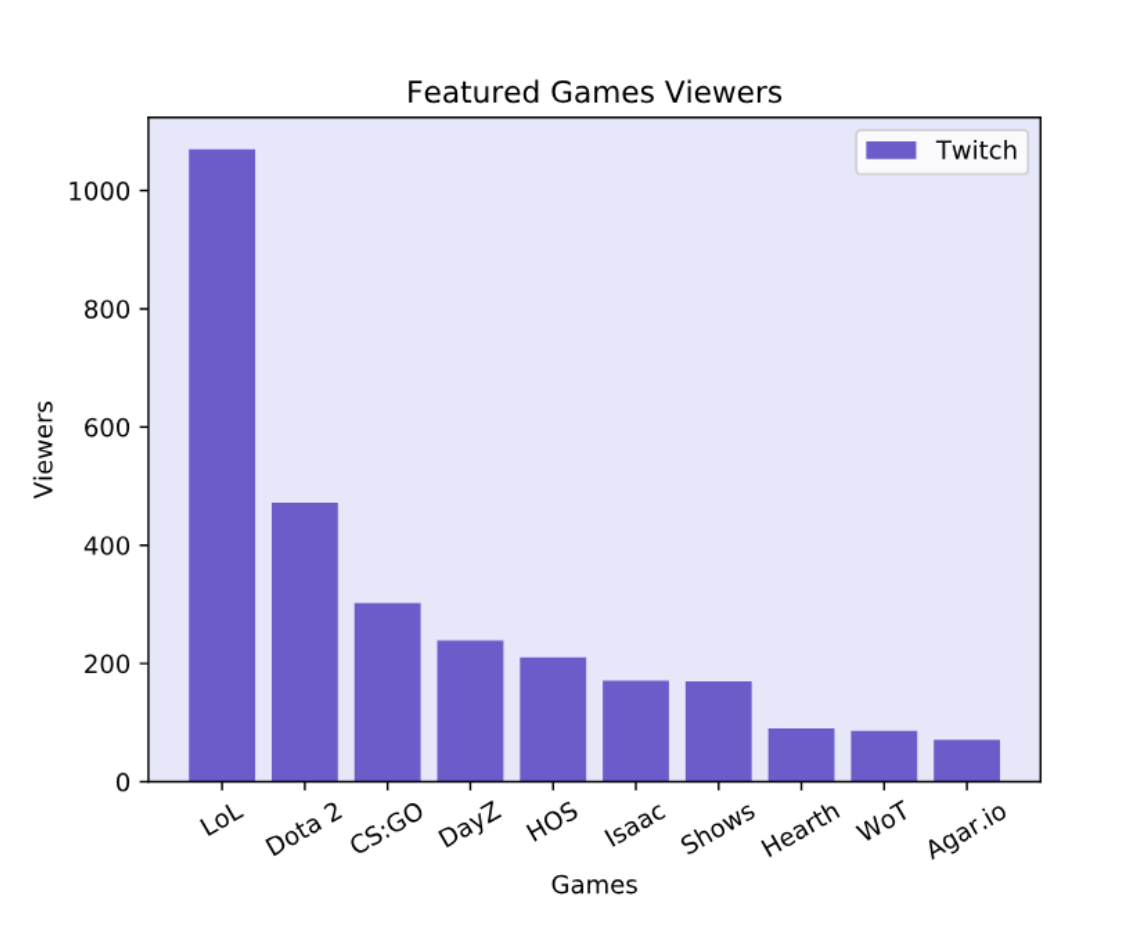 Featured Games Viewers
Twitch
1000
800
600
400
200
0
Viewers
LoL
Dota 2
CS:GO
DayZ
HOS
Isaac
Shows
Hearth
WoT
Agar.io
Games